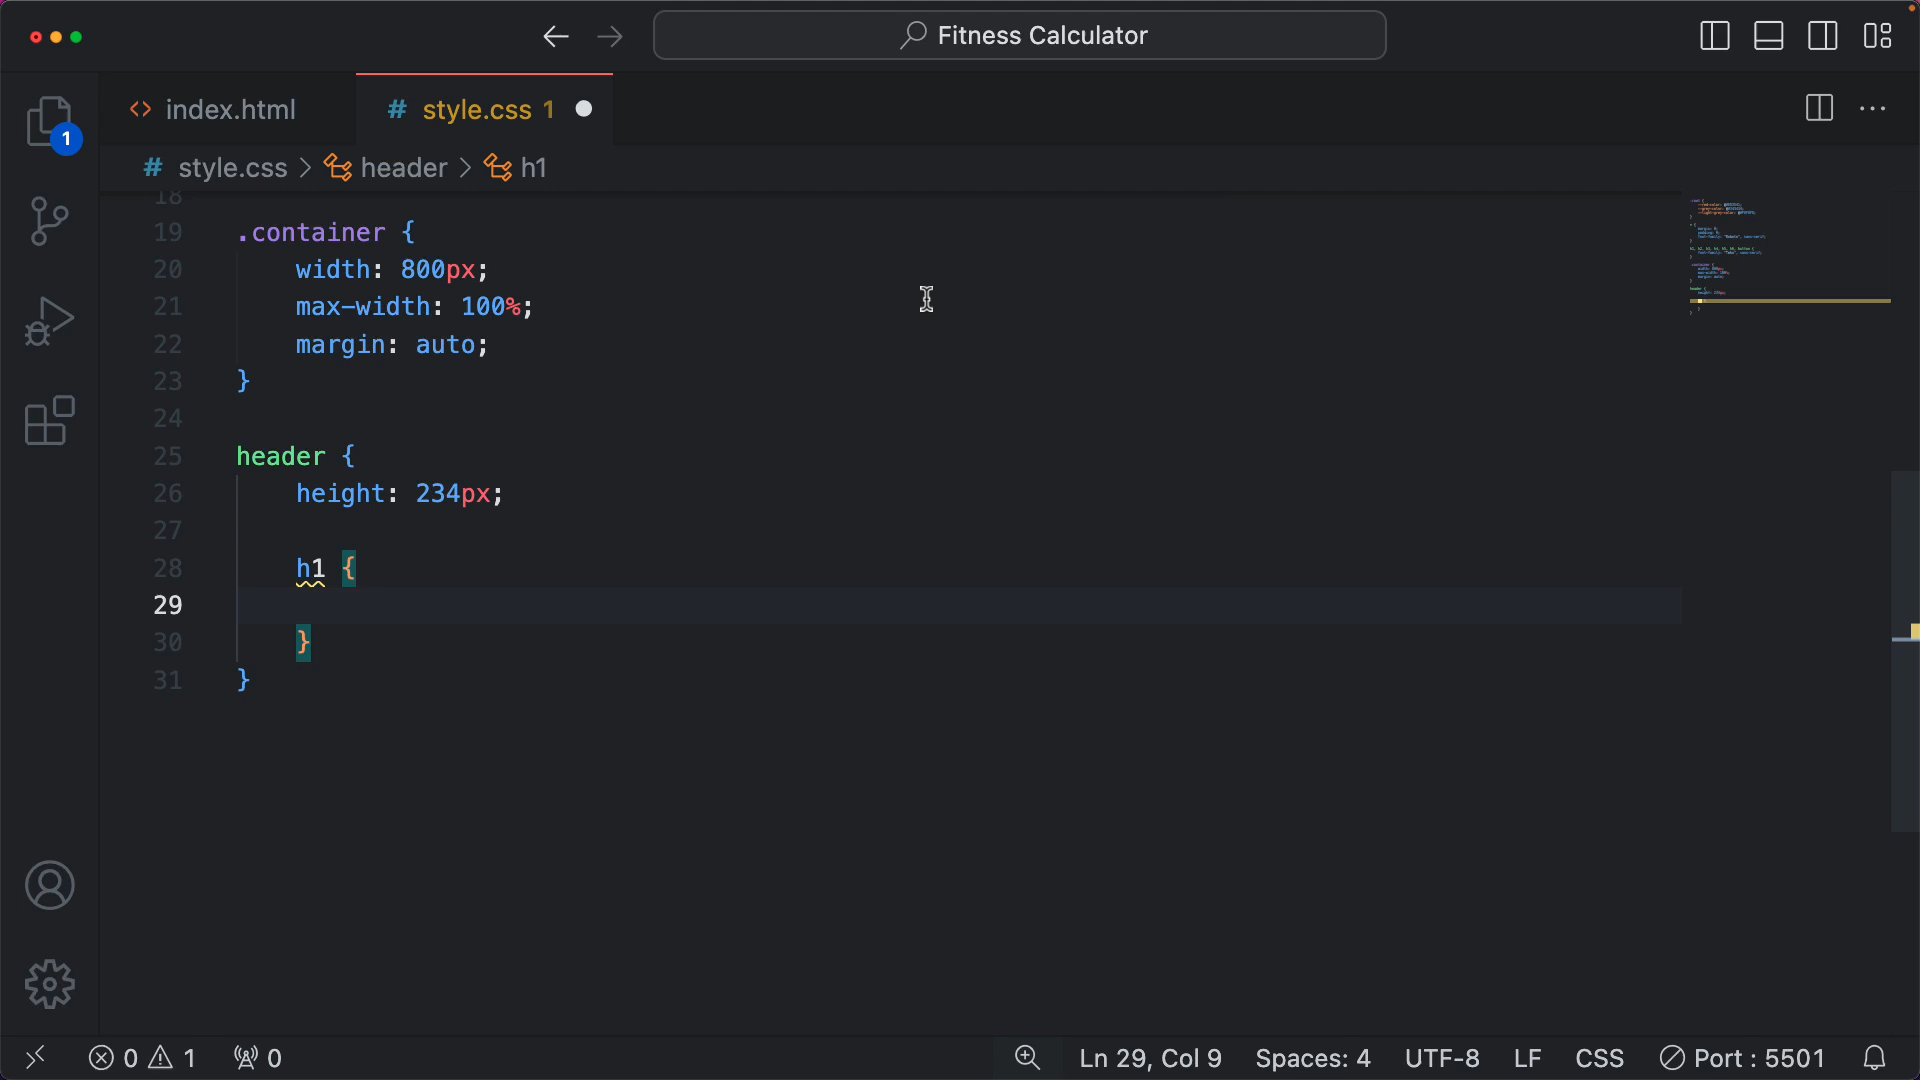 Fitness Calculator
index.html
# style.css 1
1
# style.css > header > h1
18
19 .container {
20 width: 800px;
21 max-width: 100%;
22 margin: auto;
23 }
24
25 header {
26 height: 234px;
27
28 h1 {
29
30 }
31 }
0 1 0 Ln 29, Col 9 Spaces: 4 UTF-8 LF CSS Port : 5501